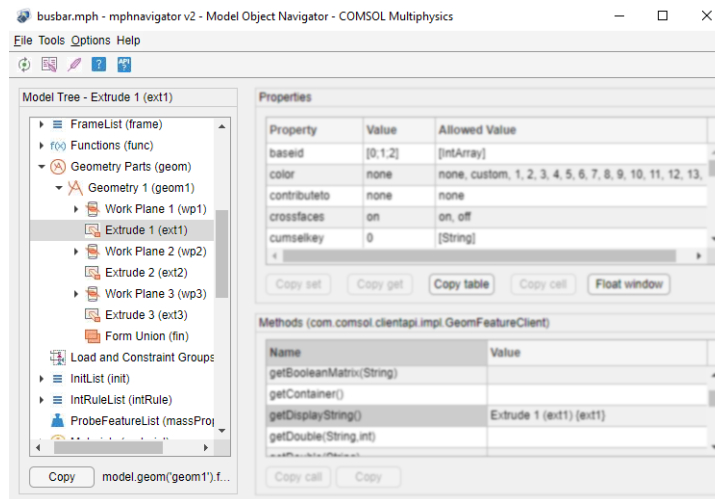 busbar.mph - mphnavigator v2 - Model Object Navigator - COMSOL Multiphysics
File Tools Options Help
? API ?
Model Tree - Extrude 1 (ext1)
FrameList (frame)
f(x) Functions (func)
Geometry Parts (geom)
Geometry 1 (geom1)
Work Plane 1 (wp1)
Extrude 1 (ext1)
Work Plane 2 (wp2)
Extrude 2 (ext2)
Work Plane 3 (wp3)
Extrude 3 (ext3)
Form Union (fin)
Load and Constraint Groups
InitList (init)
IntRuleList (intRule)
ProbeFeatureList (massProp
Copy model.geom('geom1').f...
Properties
Property Value Allowed Value
baseid [0;1;2] [IntArray]
color none none, custom, 1, 2, 3, 4, 5, 6, 7, 8, 9, 10, 11, 12, 13,
contributeto none none
crossfaces on on, off
cumselkey 0 [String]
Copy set Copy get Copy table Copy cell Float window
Methods (com.comsol.clientapi.impl.GeomFeatureClient)
Name Value
getBooleanMatrix(String)
getContainer()
getDisplayString() Extrude 1 (ext1) {ext1}
getDouble(String,int)
Copy call Copy